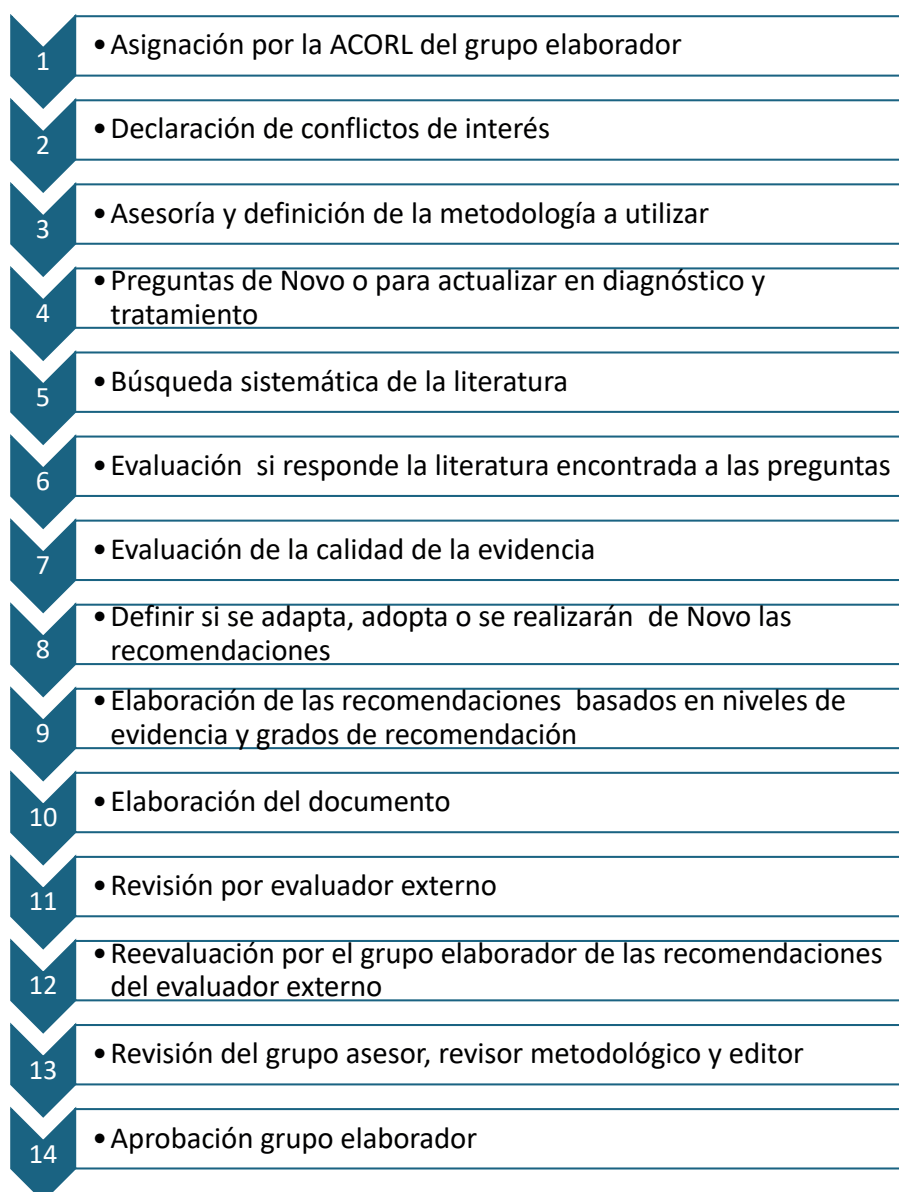 1
• Asignación por la ACORL del grupo elaborador
2
• Declaración de conflictos de interés
3
• Asesoría y definición de la metodología a utilizar
4
• Preguntas de Novo o para actualizar en diagnóstico y
tratamiento
5
• Búsqueda sistemática de la literatura
6
• Evaluación si responde la literatura encontrada a las preguntas
7
• Evaluación de la calidad de la evidencia
8
• Definir si se adapta, adopta o se realizarán de Novo las
recomendaciones
9
• Elaboración de las recomendaciones basados en niveles de
evidencia y grados de recomendación
10
• Elaboración del documento
11
• Revisión por evaluador externo
12
• Reevaluación por el grupo elaborador de las recomendaciones
del evaluador externo
13
• Revisión del grupo asesor, revisor metodológico y editor
14
• Aprobación grupo elaborador